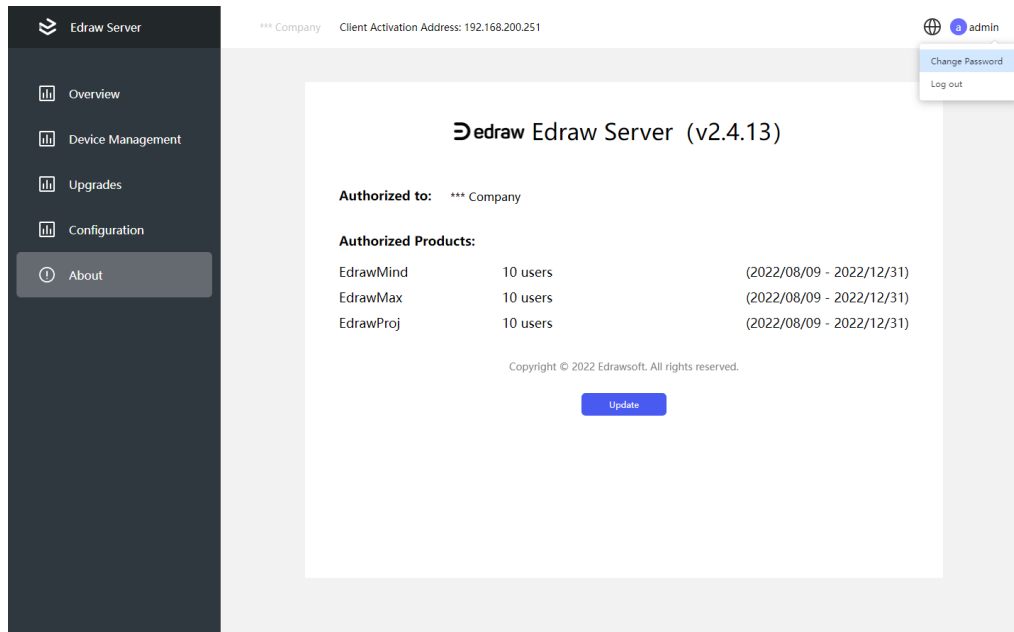 Edraw Server
*** Company Client Activation Address: 192.168.200.251
a admin
Change Password
Log out
Overview
Device Management
Upgrades
Configuration
About
edraw Edraw Server (v2.4.13)
Authorized to: *** Company
Authorized Products:
EdrawMind 10 users (2022/08/09 - 2022/12/31)
EdrawMax 10 users (2022/08/09 - 2022/12/31)
EdrawProj 10 users (2022/08/09 - 2022/12/31)
Copyright © 2022 Edrawsoft. All rights reserved.
Update